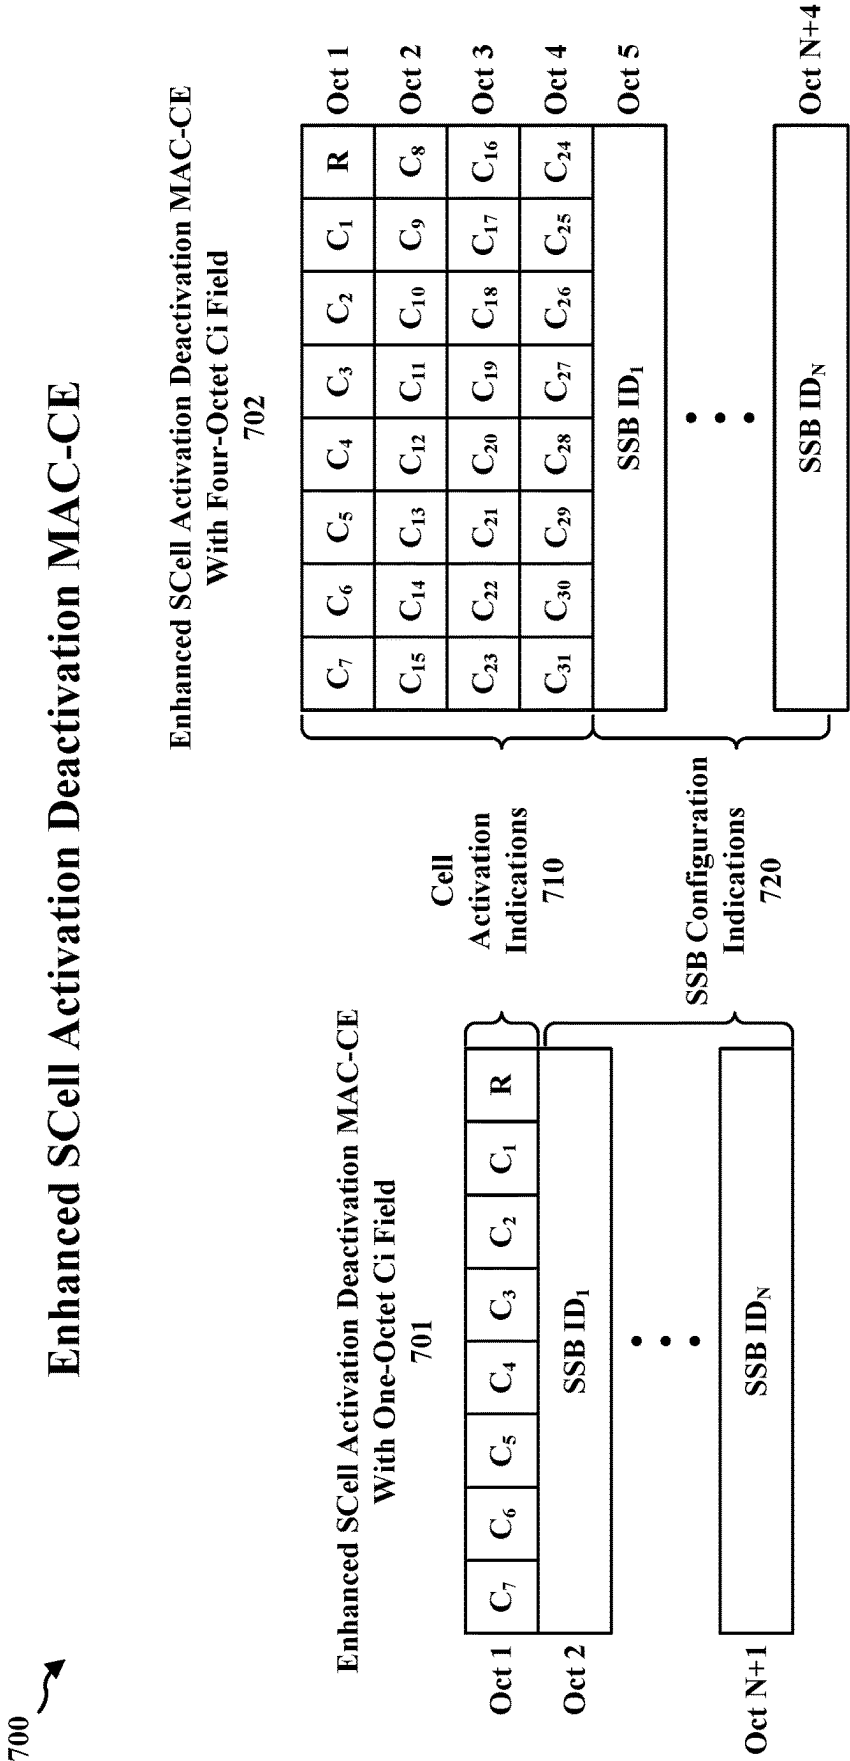 700
Enhanced SCell Activation Deactivation MAC-CE
Enhanced SCell Activation Deactivation MAC-CE
With One-Octet Ci Field
701
Oct 1 C₇ C₆ C₅ C₄ C₃ C₂ C₁ R
Oct 2 SSB ID₁
Oct N+1 SSB ID_N
Cell
Activation
Indications
710
SSB Configuration
Indications
720
Enhanced SCell Activation Deactivation MAC-CE
With Four-Octet Ci Field
702
C₇ C₆ C₅ C₄ C₃ C₂ C₁ R Oct 1
C₁₅ C₁₄ C₁₃ C₁₂ C₁₁ C₁₀ C₉ C₈ Oct 2
C₂₃ C₂₂ C₂₁ C₂₀ C₁₉ C₁₈ C₁₇ C₁₆ Oct 3
C₃₁ C₃₀ C₂₉ C₂₈ C₂₇ C₂₆ C₂₅ C₂₄ Oct 4
SSB ID₁ Oct 5
SSB ID_N Oct N+4